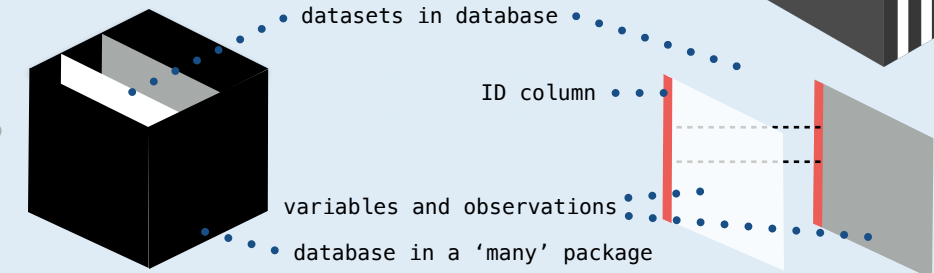 datasets in database
ID column
variables and observations
database in a ‘many’ package